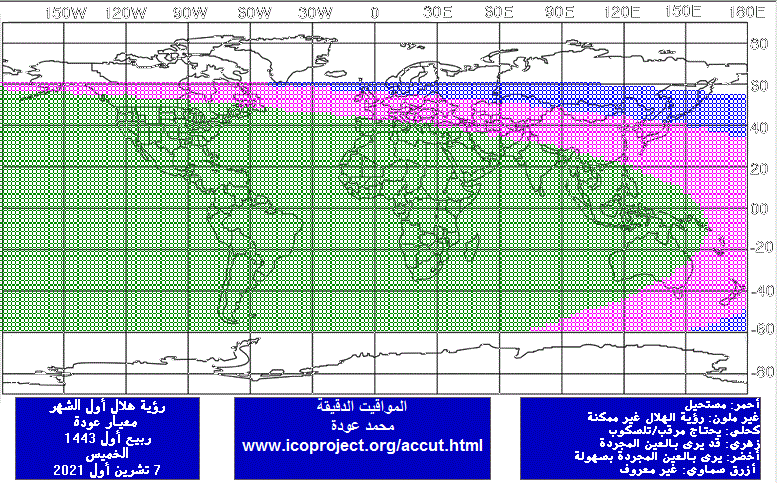 150W 120W 90W 60W 30W 0 30E 60E 90E 120E 150E 180E
80
60
40
20
00
-20
-40
-60
-80
رؤية هلال أول الشهر
معيار عودة
ربيع أول 1443
الخميس
7 تشرين أول 2021
المواقيت الدقيقة
محمد عودة
www.icoproject.org/accut.html
أحمر: مستحيل
غير ملون: رؤية الهلال غير ممكنة
كحلي: يحتاج مرقب/تلسكوب
زهري: قد يرى بالعين المجردة
أخضر: يرى بالعين المجردة بسهولة
أزرق سماوي: غير معروف